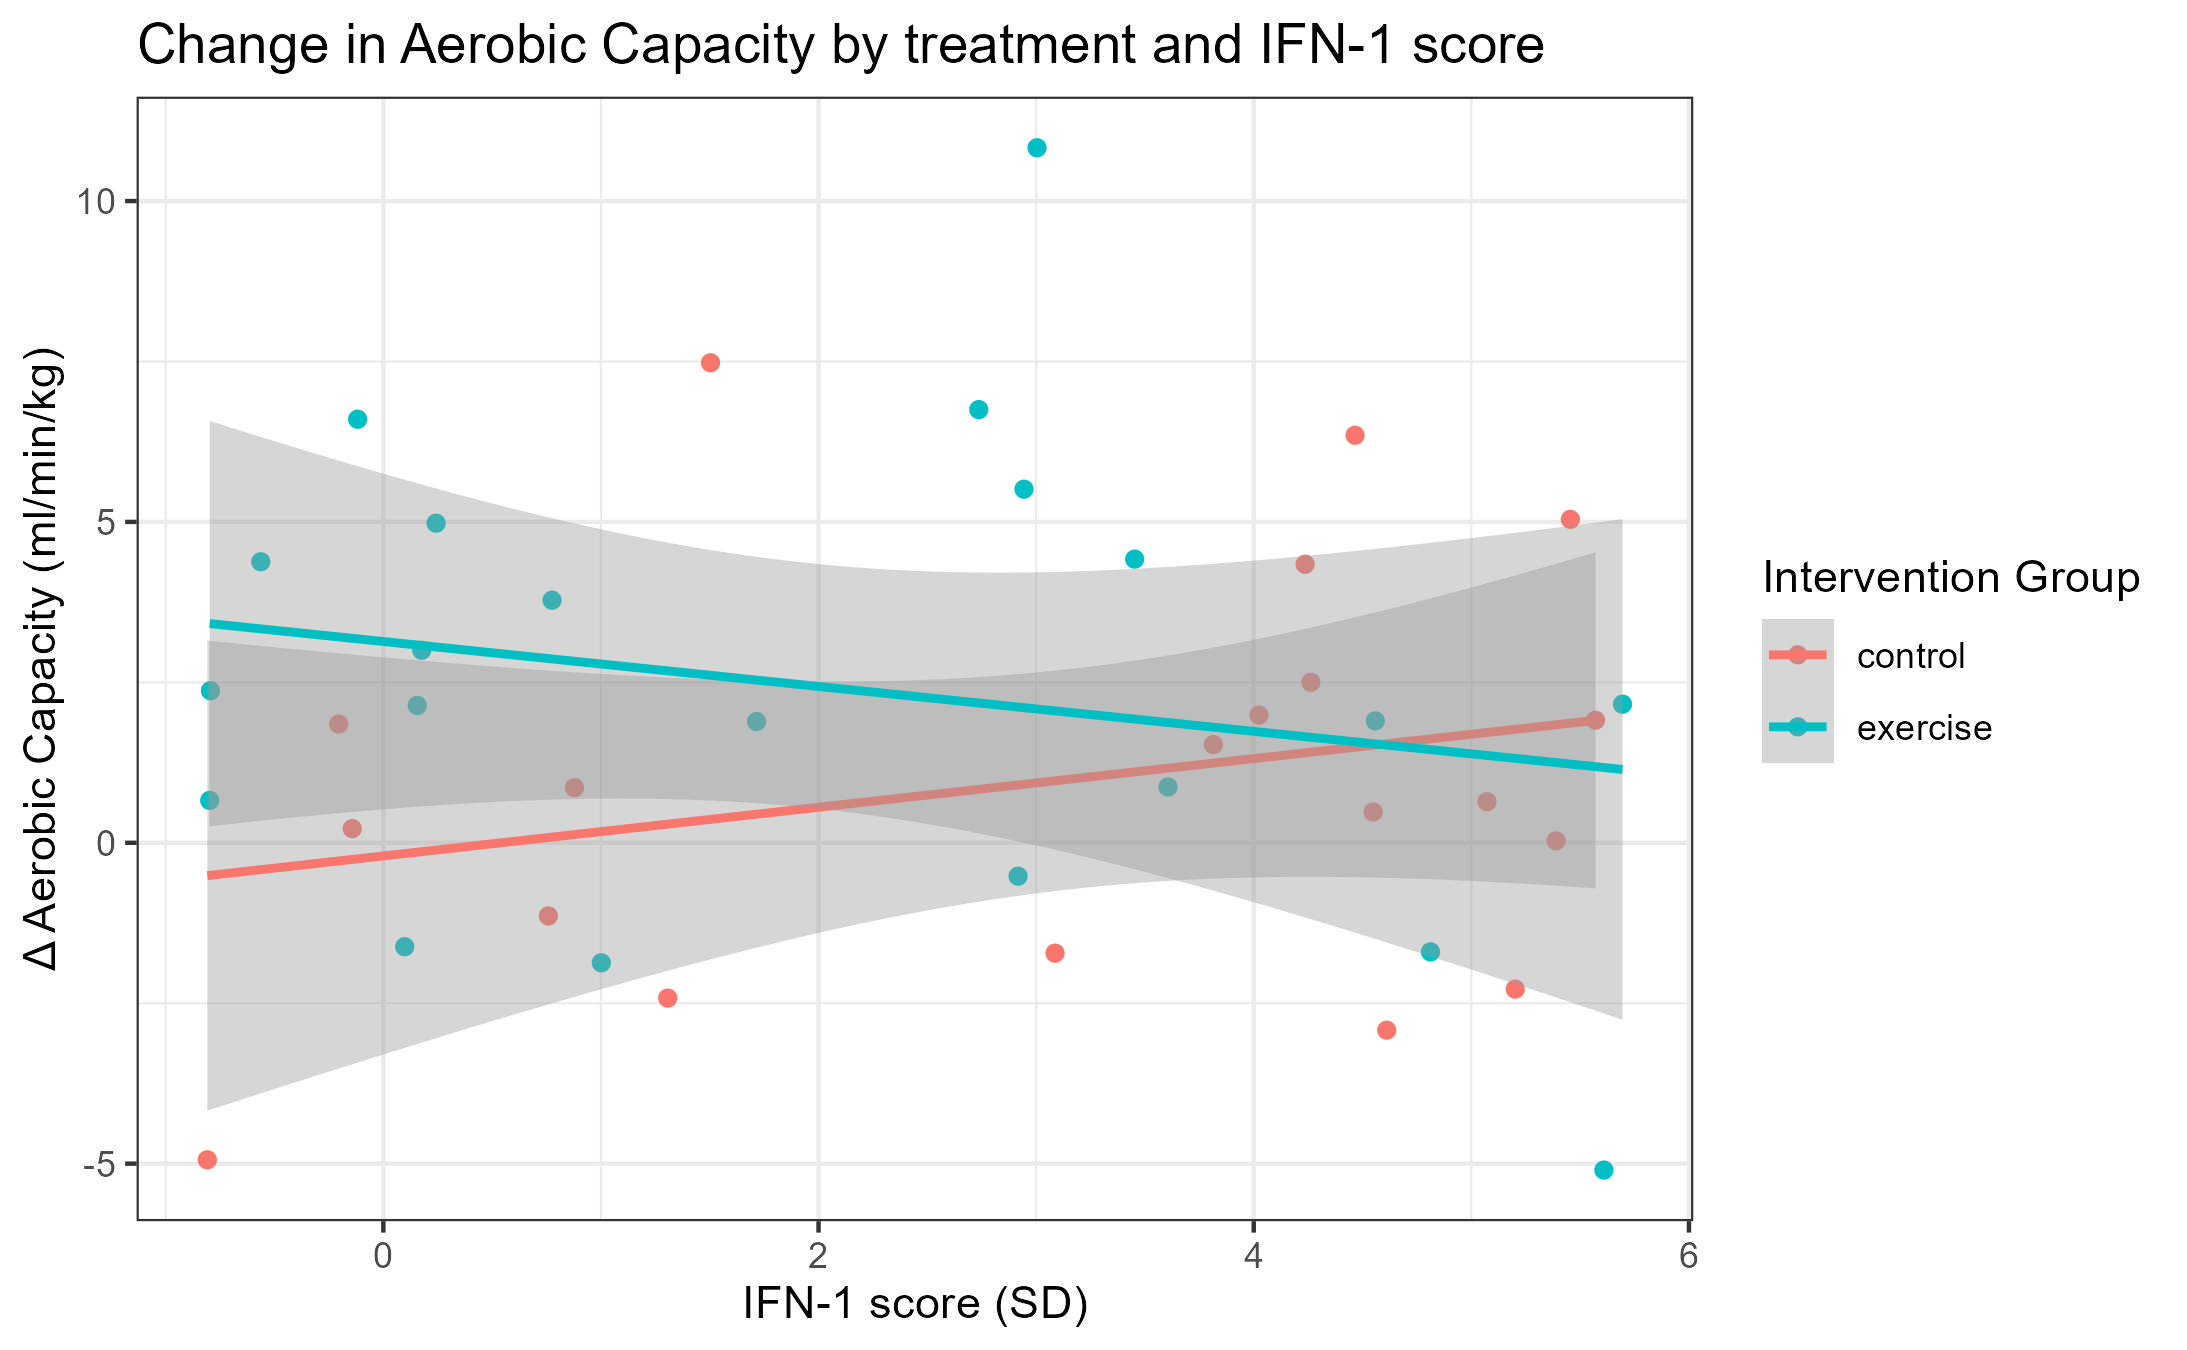 Change in Aerobic Capacity by treatment and IFN-1 score
Δ Aerobic Capacity (ml/min/kg)
10
5
0
-5
0
2
4
6
IFN-1 score (SD)
Intervention Group
control
exercise